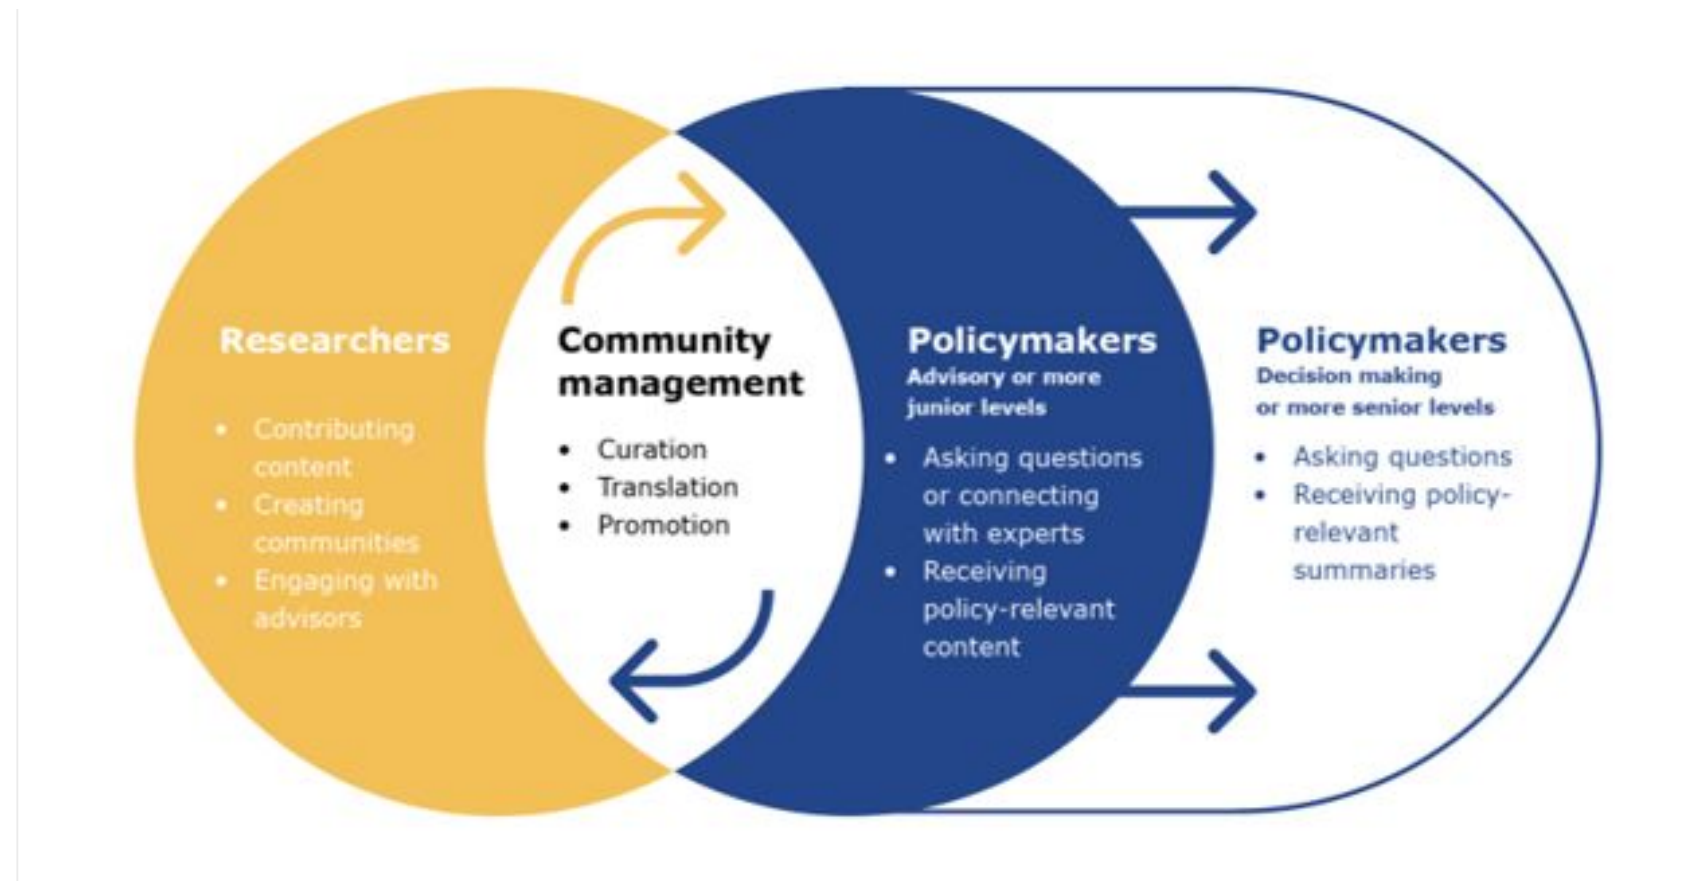 Researchers
• Contributing
content
• Creating
communities
• Engaging with
advisors
Community
management
• Curation
• Translation
• Promotion
Policymakers
Advisory or more
junior levels
• Asking questions
or connecting
with experts
• Receiving
policy-relevant
content
Policymakers
Decision making
or more senior levels
• Asking questions
• Receiving policy-
relevant
summaries